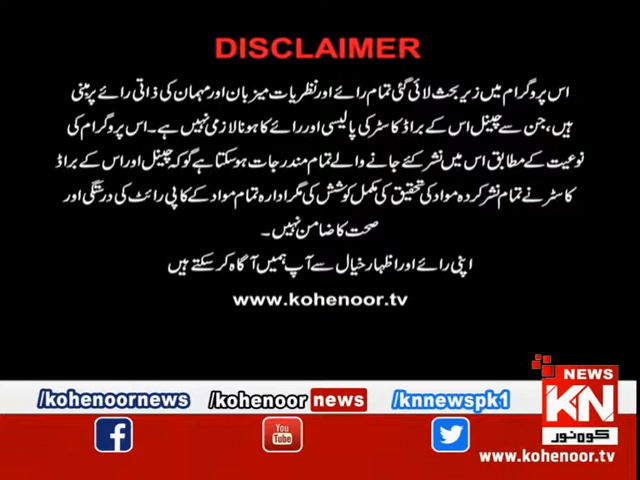 DISCLAIMER
اس پروگرام میں زیر بحث لائی گئی تمام رائے اور نظریات میزبان اور مہمان کی ذاتی رائے پر مبنی
ہیں، جن سے چینل اس کے براڈ کاسٹر کی پالیسی اور رائے کا ہونا لازمی نہیں ہے۔ اس پروگرام کی
نوعیت کے مطابق اس میں نشر کئے جانے والے تمام مندرجات ہو سکتا ہے گو کہ چینل اور اس کے براڈ
کاسٹر نے تمام نشر کردہ مواد کی تحقیق کی مکمل کوشش کی مگر ادارہ تمام مواد کے کاپی رائٹ کی درستگی اور
صحت کا ضامن نہیں۔
اپنی رائے اور اظہار خیال سے آپ ہمیں آگاہ کر سکتے ہیں
www.kohenoor.tv
/kohenoornews /kohenoor news /knnewspk1
You Tube
NEWS
KN
کوہ نور
www.kohenoor.tv